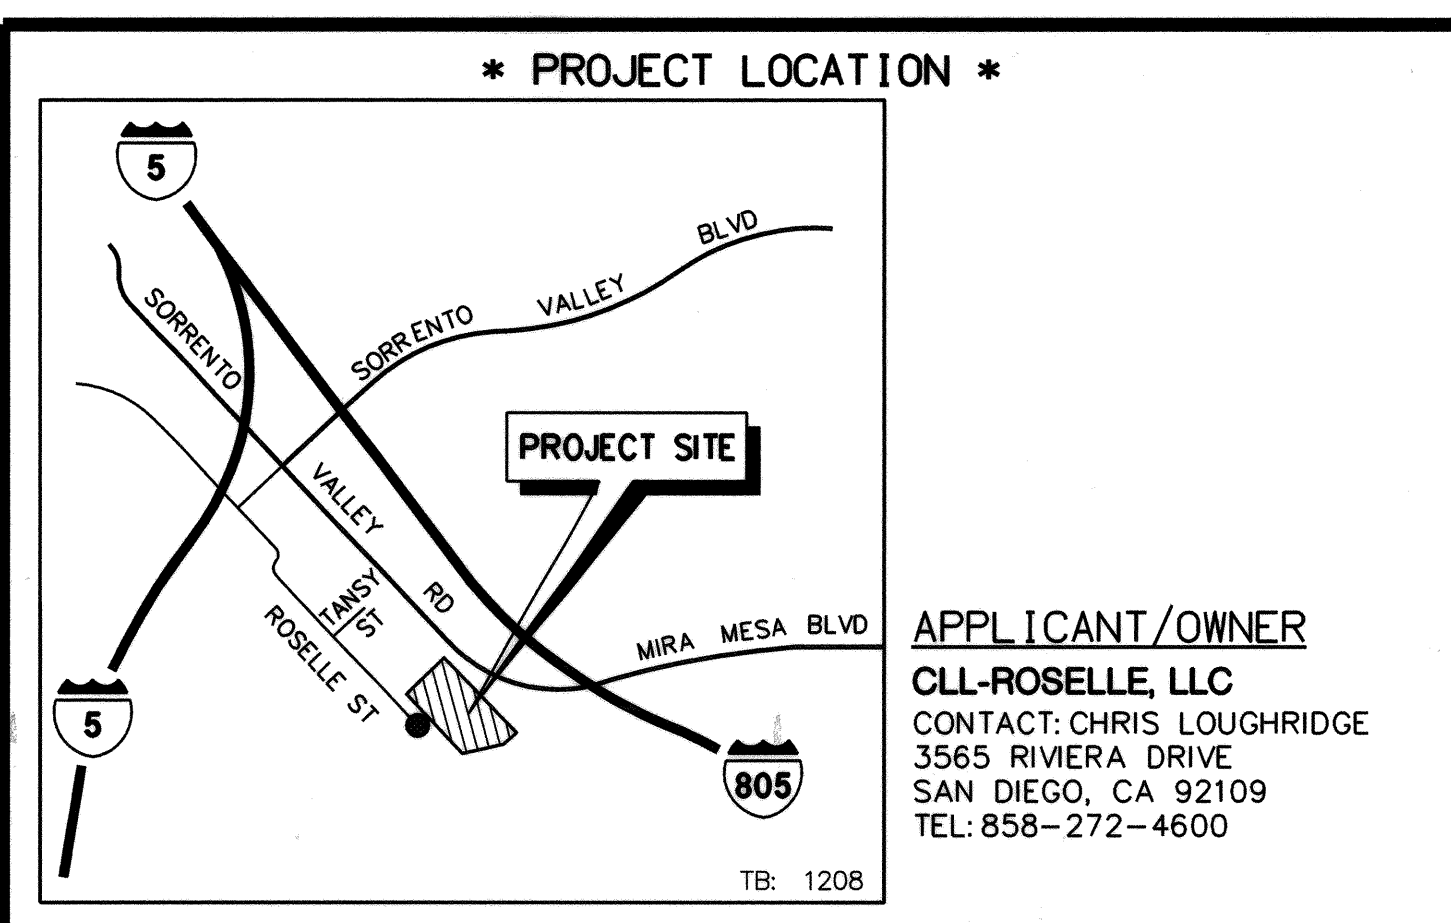 * PROJECT LOCATION *
5
SORRENTO VALLEY BLVD
SORRENTO VALLEY RD
PROJECT SITE
TANSY ST
ROSELLE ST
MIRA MESA BLVD
5
805
TB: 1208
APPLICANT/OWNER
CLL-ROSELLE, LLC
CONTACT: CHRIS LOUGHRIDGE
3565 RIVIERA DRIVE
SAN DIEGO, CA 92109
TEL: 858-272-4600